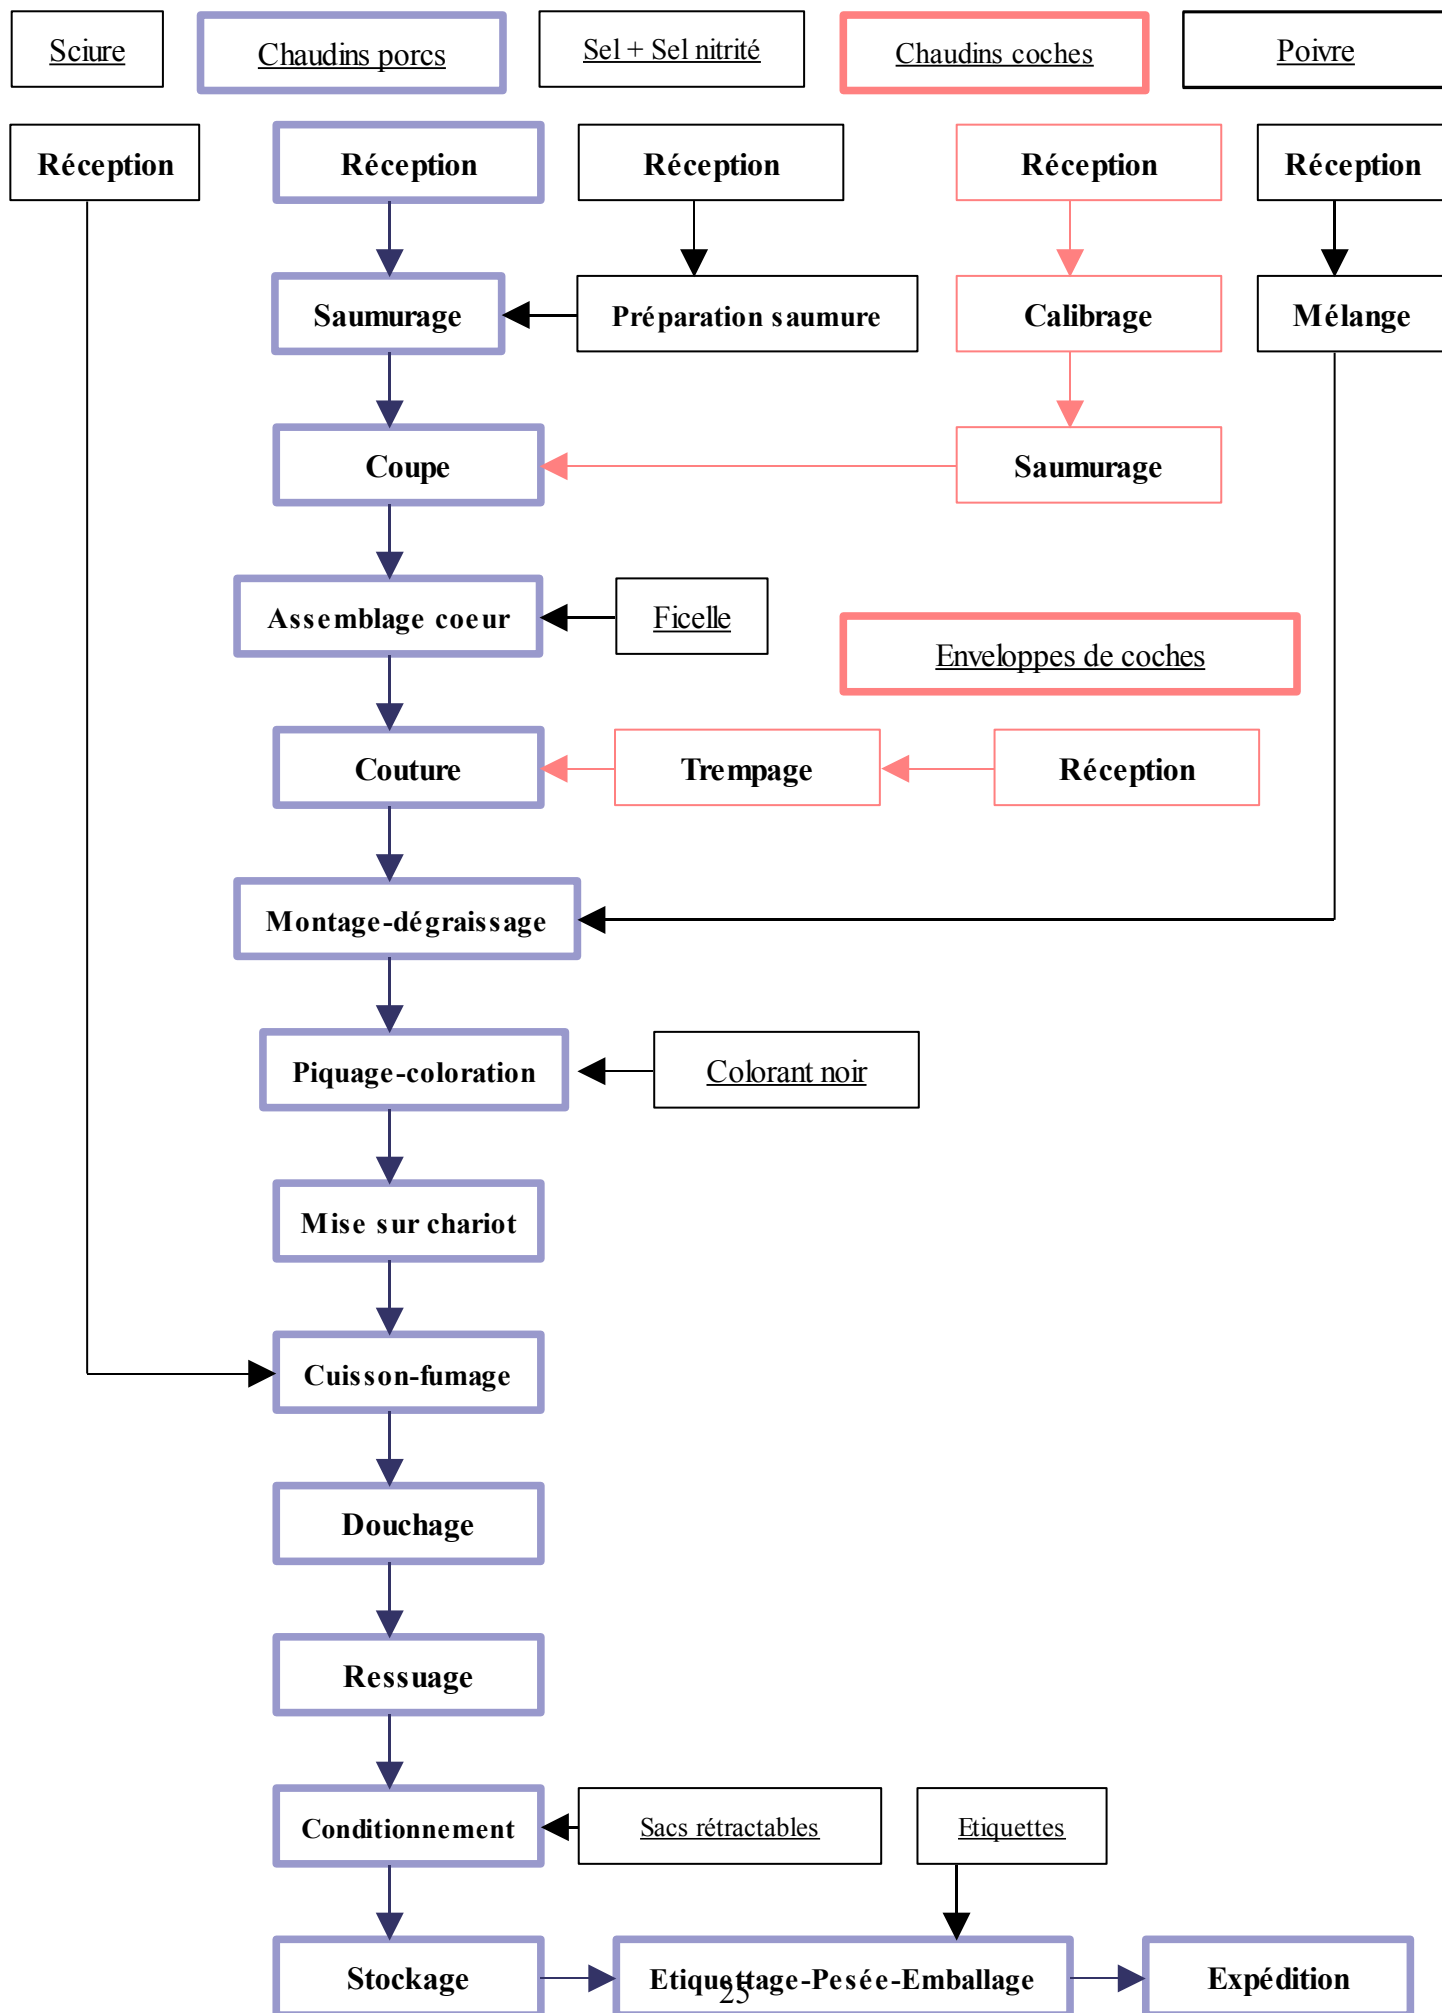 Sciure
Chaudins porcs
Sel + Sel nitrité
Chaudins coches
Poivre
Réception
Réception
Réception
Réception
Réception
Saumurage
Préparation saumure
Calibrage
Mélange
Coupe
Saumurage
Assemblage coeur
Ficelle
Enveloppes de coches
Couture
Trempage
Réception
Montage-dégraissage
Piquage-coloration
Colorant noir
Mise sur chariot
Cuisson-fumage
Douchage
Ressuage
Conditionnement
Sacs rétractables
Etiquettes
Stockage
Etiquettage-Pesée-Emballage
Expédition
25